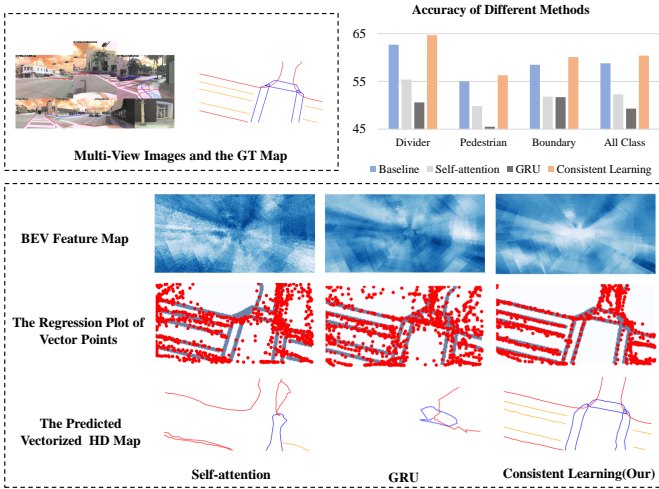 Accuracy of Different Methods
65
55
45
Divider
Pedestrian
Boundary
All Class
Baseline
Self-attention
GRU
Consistent Learning
Multi-View Images and the GT Map
BEV Feature Map
The Regression Plot of
Vector Points
The Predicted
Vectorized HD Map
Self-attention
GRU
Consistent Learning(Our)